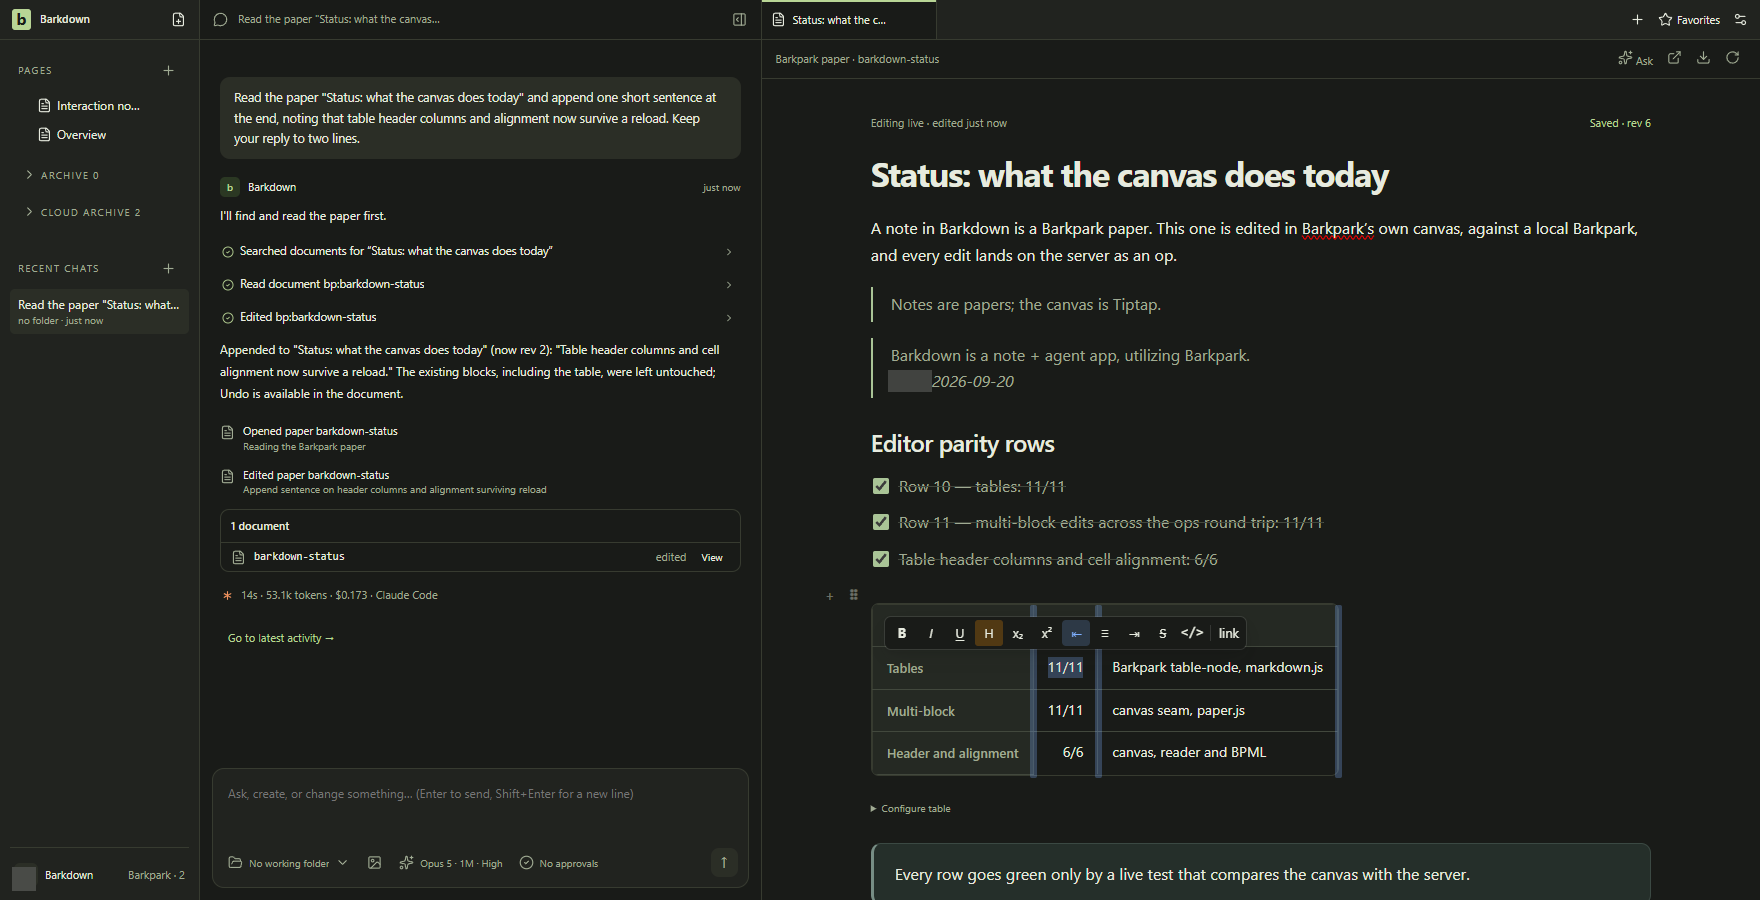 b Barkdown
PAGES
Interaction no...
Overview
ARCHIVE 0
CLOUD ARCHIVE 2
RECENT CHATS
Read the paper "Status: what...
no folder · just now
Barkdown
Barkpark · 2
Read the paper "Status: what the canvas...
Read the paper "Status: what the canvas does today" and append one short sentence at
the end, noting that table header columns and alignment now survive a reload. Keep
your reply to two lines.
b Barkdown
just now
I'll find and read the paper first.
Searched documents for “Status: what the canvas does today”
Read document bp:barkdown-status
Edited bp:barkdown-status
Appended to "Status: what the canvas does today" (now rev 2): "Table header columns and cell
alignment now survive a reload." The existing blocks, including the table, were left untouched;
Undo is available in the document.
Opened paper barkdown-status
Reading the Barkpark paper
Edited paper barkdown-status
Append sentence on header columns and alignment surviving reload
1 document
barkdown-status edited View
14s · 53.1k tokens · $0.173 · Claude Code
Go to latest activity →
Ask, create, or change something... (Enter to send, Shift+Enter for a new line)
No working folder
Opus 5 · 1M · High
No approvals
Status: what the c...
Favorites
Barkpark paper · barkdown-status
Ask
Editing live · edited just now
Saved · rev 6
Status: what the canvas does today
A note in Barkdown is a Barkpark paper. This one is edited in Barkpark’s own canvas, against a local Barkpark,
and every edit lands on the server as an op.
Notes are papers; the canvas is Tiptap.
Barkdown is a note + agent app, utilizing Barkpark.
2026-09-20
Editor parity rows
Row 10 — tables: 11/11
Row 11 — multi-block edits across the ops round trip: 11/11
Table header columns and cell alignment: 6/6
B I U H x₂ x² S </> link
Tables 11/11 Barkpark table-node, markdown.js
Multi-block 11/11 canvas seam, paper.js
Header and alignment 6/6 canvas, reader and BPML
Configure table
Every row goes green only by a live test that compares the canvas with the server.